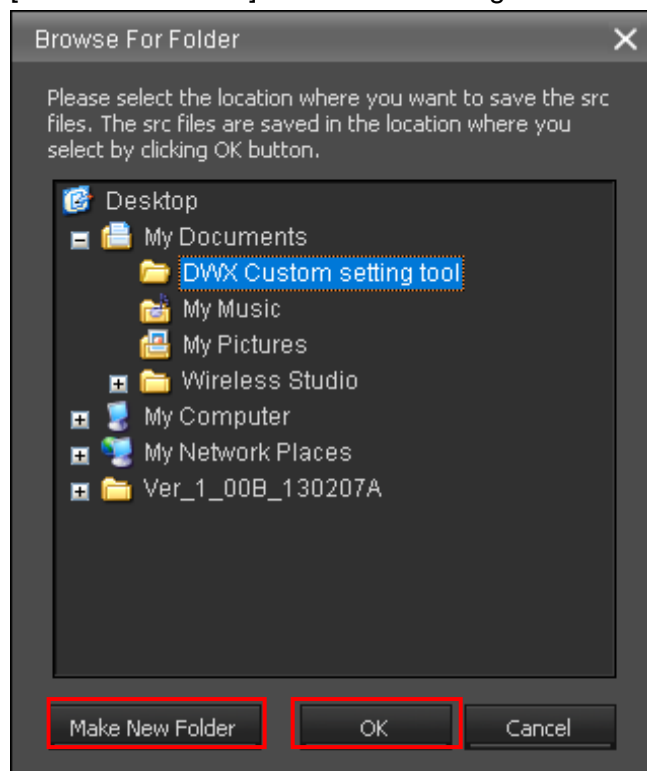 Browse For Folder
Please select the location where you want to save the src
files. The src files are saved in the location where you
select by clicking OK button.
Desktop
My Documents
DWX Custom setting tool
My Music
My Pictures
Wireless Studio
My Computer
My Network Places
Ver_1_00B_130207A
Make New Folder OK Cancel